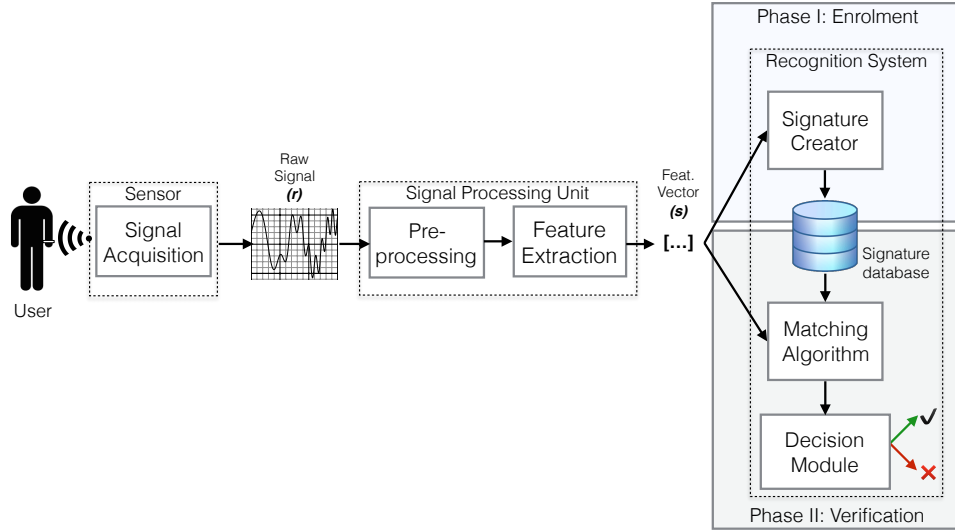 User
Sensor
Signal
Acquisition
Raw
Signal
(r)
Signal Processing Unit
Pre-
processing
Feature
Extraction
Feat.
Vector
(s)
[...]
Phase I: Enrolment
Recognition System
Signature
Creator
Signature
database
Matching
Algorithm
Decision
Module
Phase II: Verification